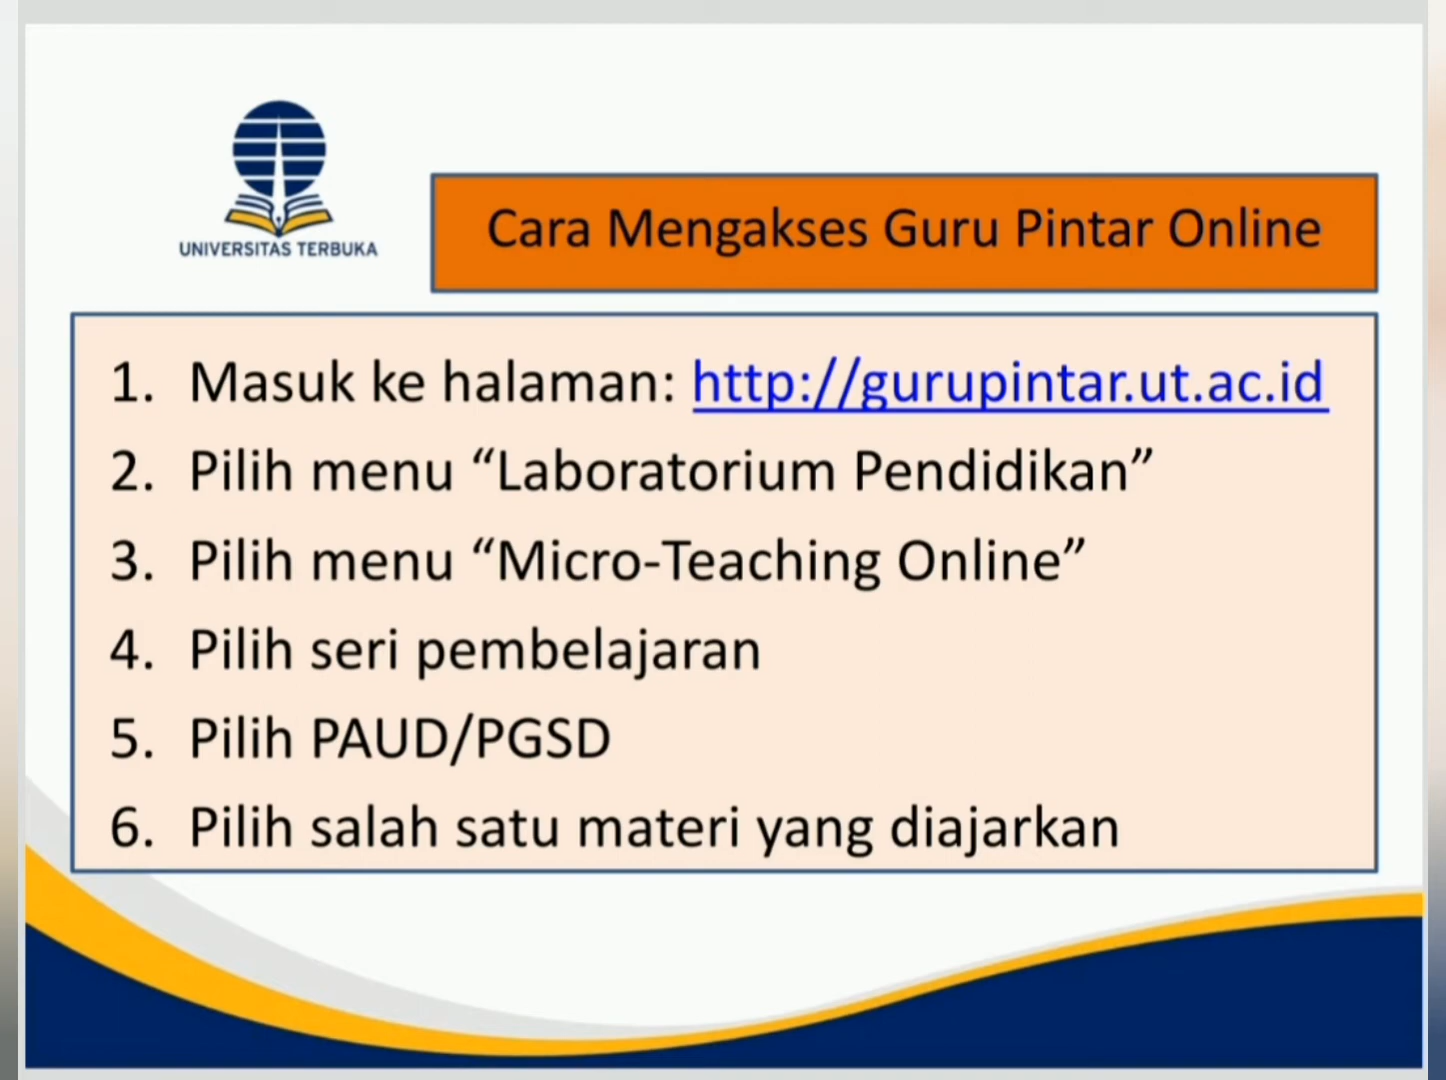 UNIVERSITAS TERBUKA
Cara Mengakses Guru Pintar Online
1. Masuk ke halaman: http://gurupintar.ut.ac.id
2. Pilih menu “Laboratorium Pendidikan”
3. Pilih menu “Micro-Teaching Online”
4. Pilih seri pembelajaran
5. Pilih PAUD/PGSD
6. Pilih salah satu materi yang diajarkan